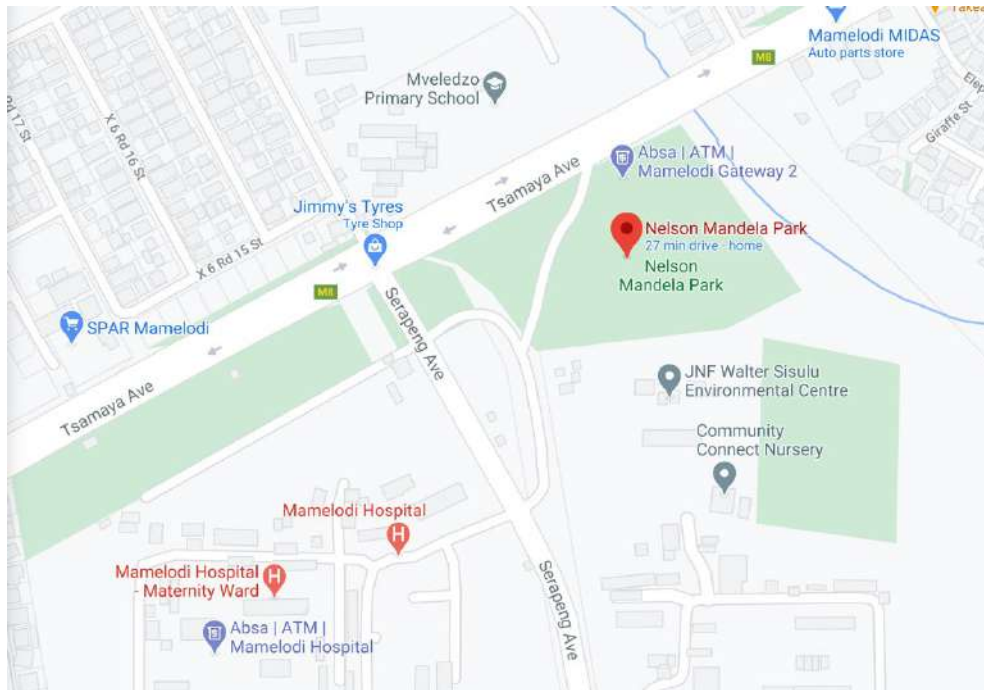 Mamelodi MIDAS
Auto parts store
M8
Mveledzo
Primary School
Rd 17 St
X 6 Rd 16 St
Giraffe St
Absa | ATM |
Mamelodi Gateway 2
Tsamaya Ave
Jimmy's Tyres
Tyre Shop
Nelson Mandela Park
27 min drive - home
Nelson
Mandela Park
X 6 Rd 15 St
M8
Serapeng Ave
SPAR Mamelodi
JNF Walter Sisulu
Environmental Centre
Tsamaya Ave
Community
Connect Nursery
Mamelodi Hospital
H
Mamelodi Hospital
- Maternity Ward
H
Serapeng Ave
Absa | ATM |
Mamelodi Hospital